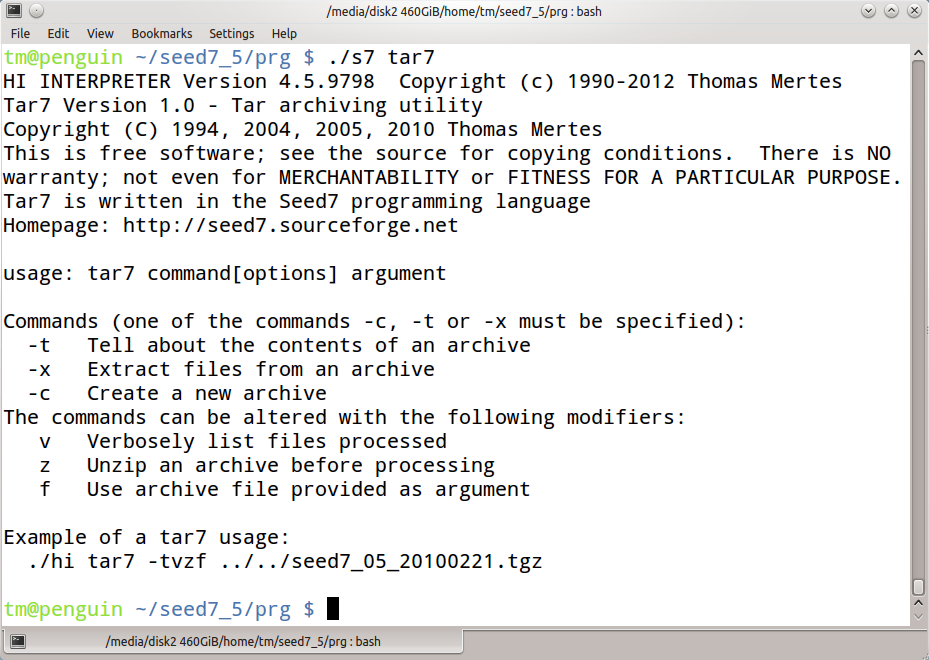 /media/disk2 460GiB/home/tm/seed7_5/prg : bash
File Edit View Bookmarks Settings Help
tm@penguin ~/seed7_5/prg $ ./s7 tar7
HI INTERPRETER Version 4.5.9798  Copyright (c) 1990-2012 Thomas Mertes
Tar7 Version 1.0 - Tar archiving utility
Copyright (C) 1994, 2004, 2005, 2010 Thomas Mertes
This is free software; see the source for copying conditions.  There is NO
warranty; not even for MERCHANTABILITY or FITNESS FOR A PARTICULAR PURPOSE.
Tar7 is written in the Seed7 programming language
Homepage: http://seed7.sourceforge.net

usage: tar7 command[options] argument

Commands (one of the commands -c, -t or -x must be specified):
  -t   Tell about the contents of an archive
  -x   Extract files from an archive
  -c   Create a new archive
The commands can be altered with the following modifiers:
   v   Verbosely list files processed
   z   Unzip an archive before processing
   f   Use archive file provided as argument

Example of a tar7 usage:
  ./hi tar7 -tvzf ../../seed7_05_20100221.tgz

tm@penguin ~/seed7_5/prg $
/media/disk2 460GiB/home/tm/seed7_5/prg : bash